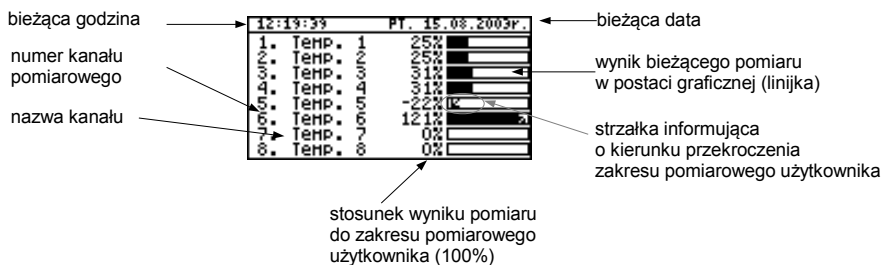 bieżąca godzina
numer kanału
pomiarowego
nazwa kanału
12:19:39 PT. 15.08.2003r.
1. Temp. 1 25%
2. Temp. 2 25%
3. Temp. 3 31%
4. Temp. 4 31%
5. Temp. 5 -22%
6. Temp. 6 121%
7. Temp. 7 0%
8. Temp. 8 0%
bieżąca data
wynik bieżącego pomiaru
w postaci graficznej (linijka)
strzałka informująca
o kierunku przekroczenia
zakresu pomiarowego użytkownika
stosunek wyniku pomiaru
do zakresu pomiarowego
użytkownika (100%)